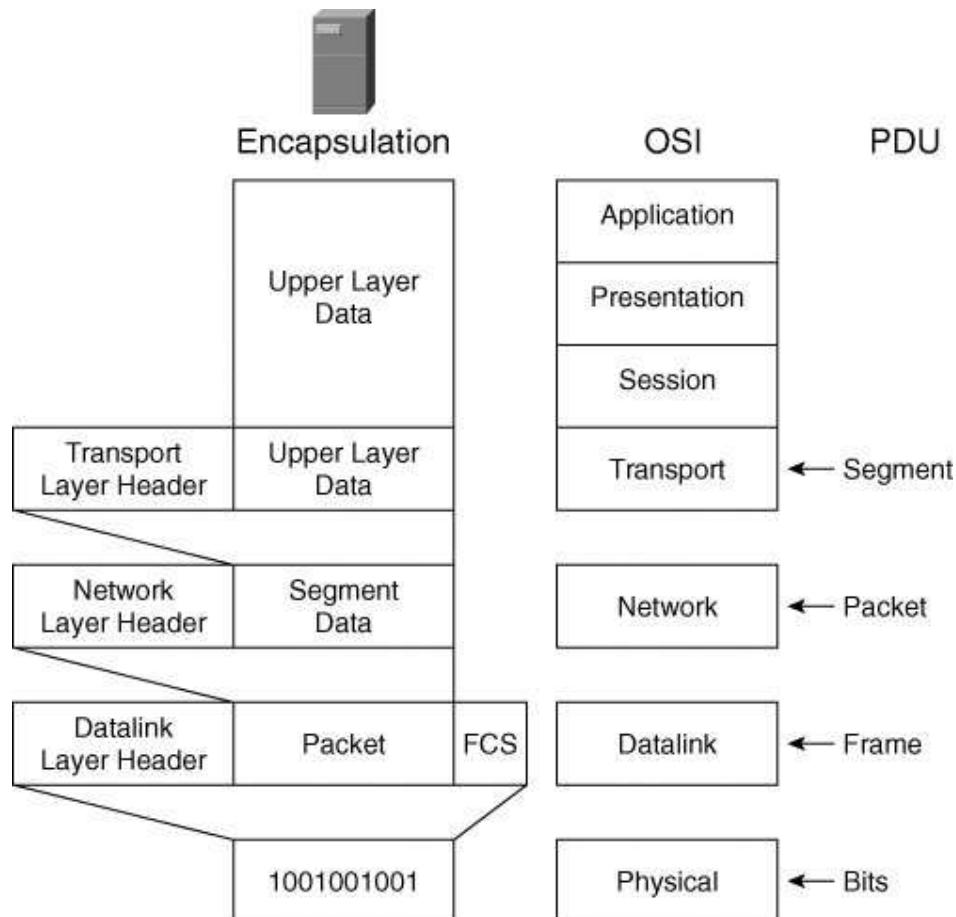 Encapsulation OSI PDU
Application
Upper Layer
Data
Presentation
Session
Transport
Layer Header
Upper Layer
Data
Transport
Segment
Network
Layer Header
Segment
Data
Network
Packet
Datalink
Layer Header
Packet
FCS
Datalink
Frame
1001001001
Physical
Bits